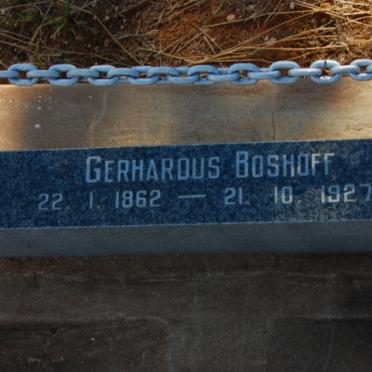 GERHARDUS BOSHOFF
22. 1. 1862 — 21. 10. 1927